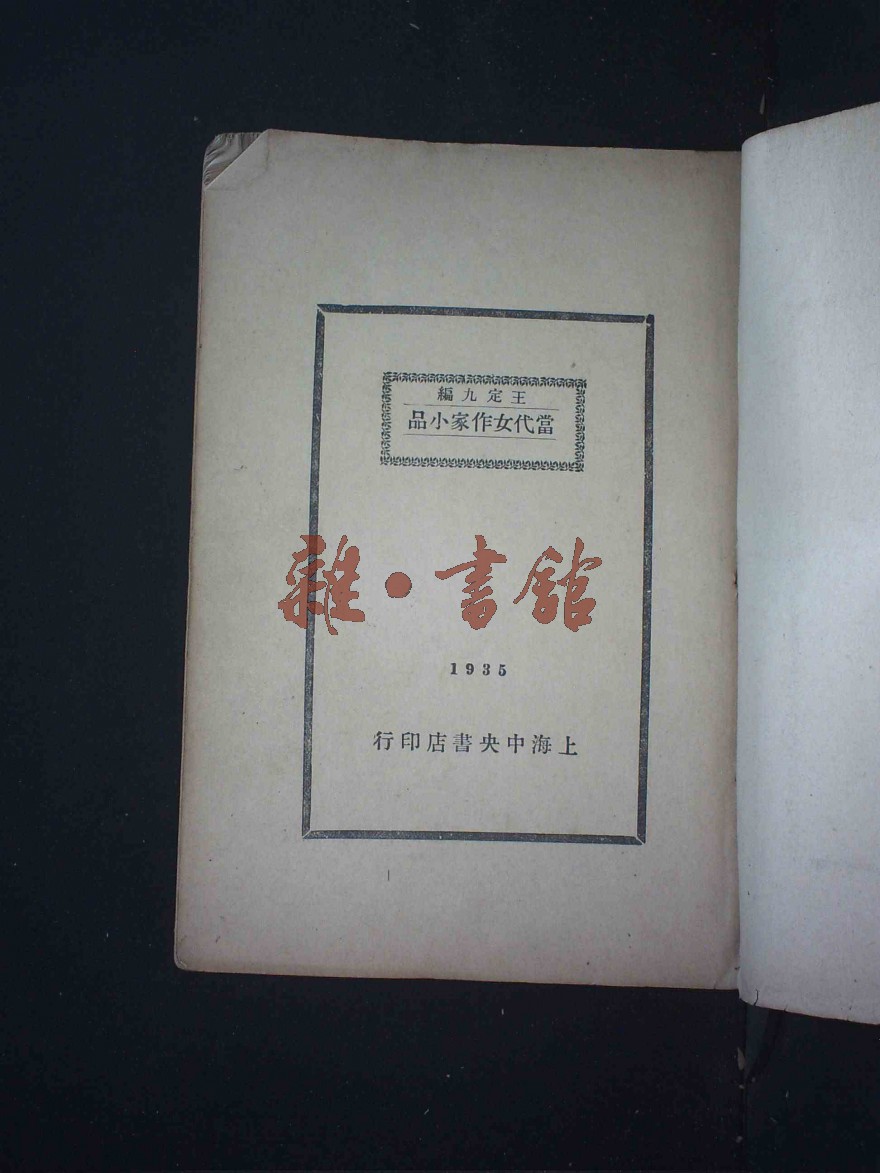 王定九編
當代女作家小品
雜·書館
1935
上海中央書店印行